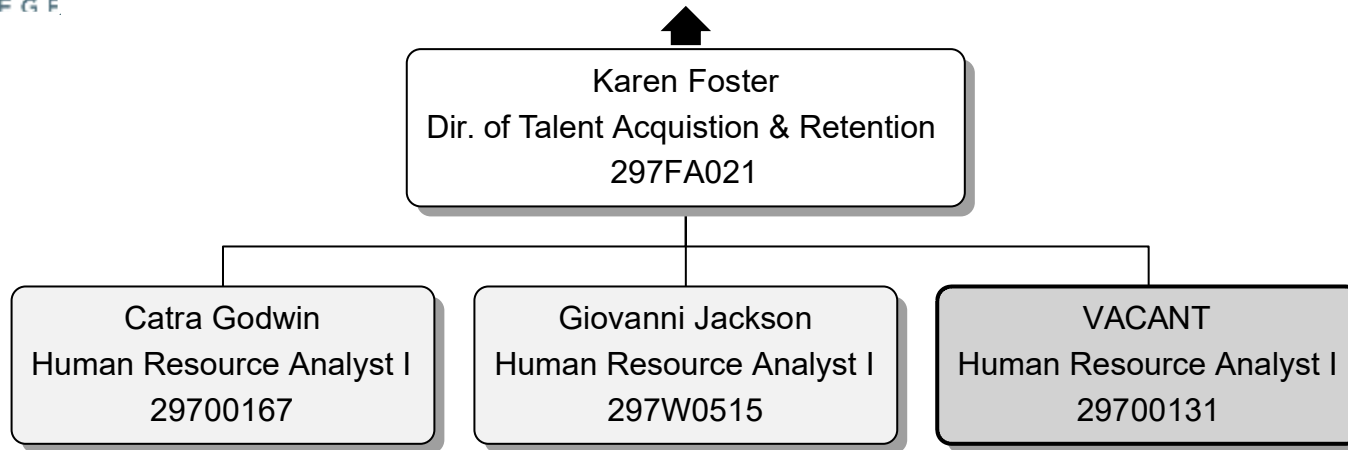 Karen Foster
Dir. of Talent Acquistion & Retention
297FA021
Catra Godwin
Human Resource Analyst I
29700167
Giovanni Jackson
Human Resource Analyst I
297W0515
VACANT
Human Resource Analyst I
29700131